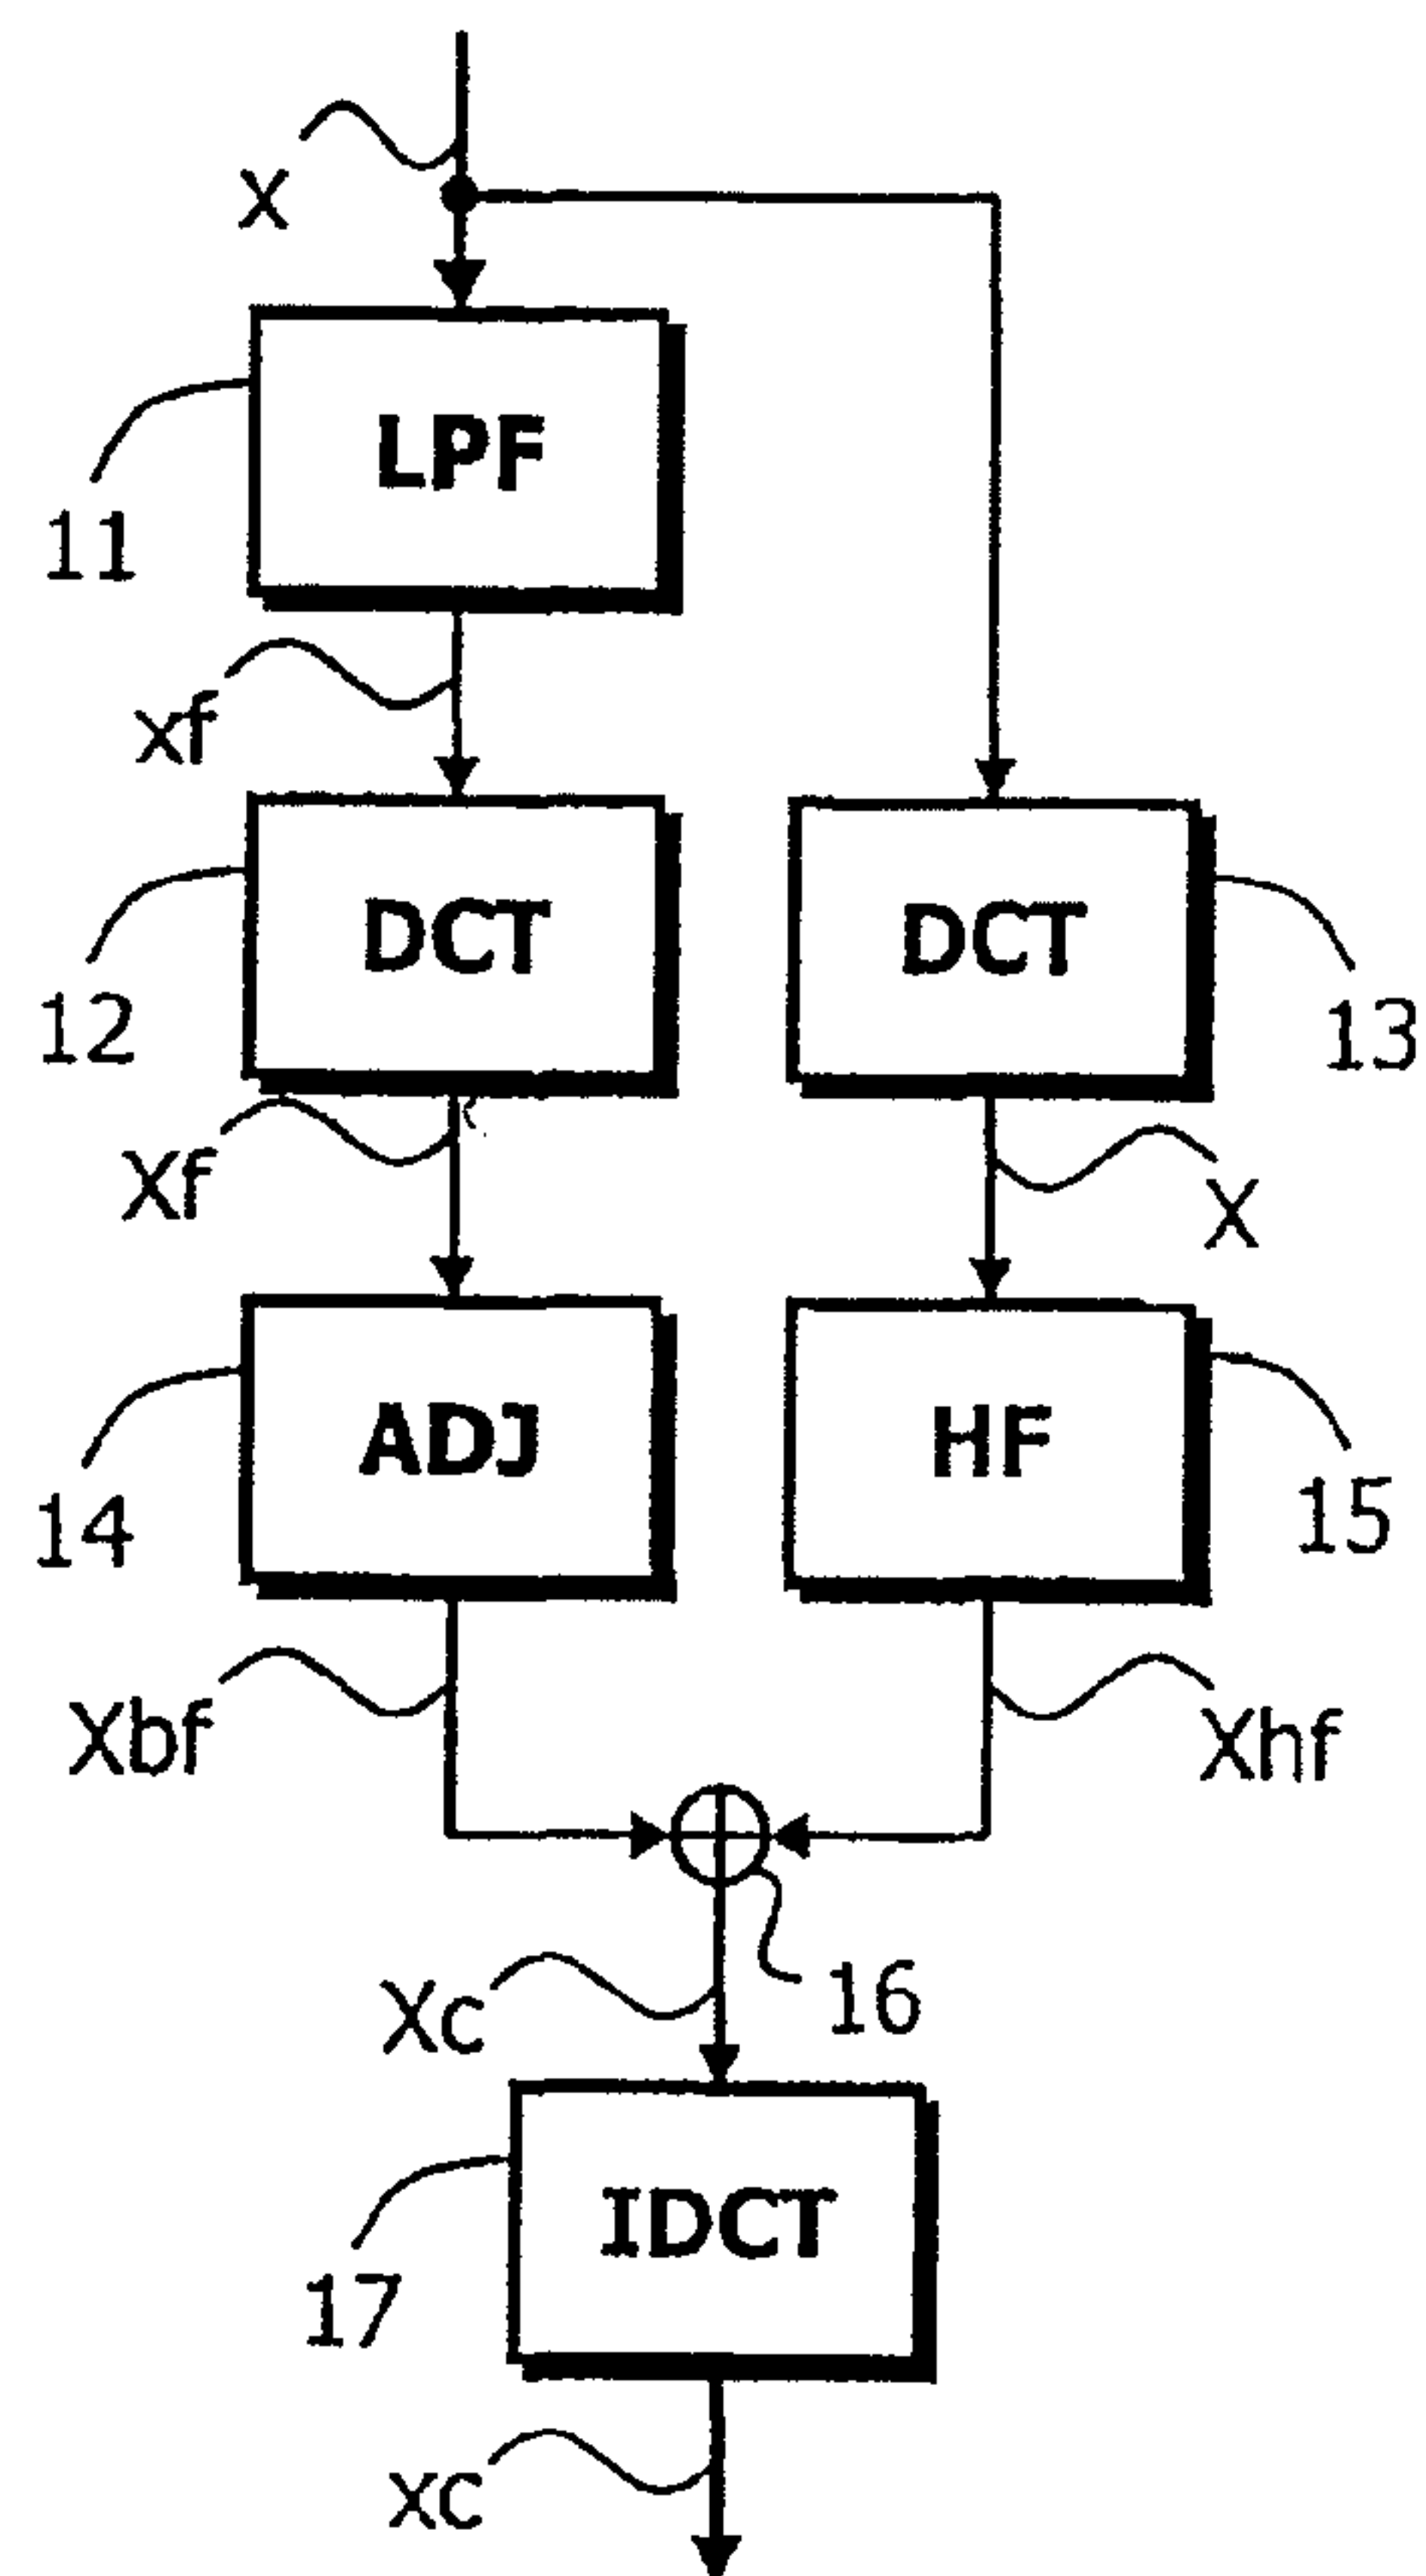 x
LPF
11
xf
DCT
DCT
12
13
Xf
X
ADJ
HF
14
15
Xbf
Xhf
Xc
16
IDCT
17
xc